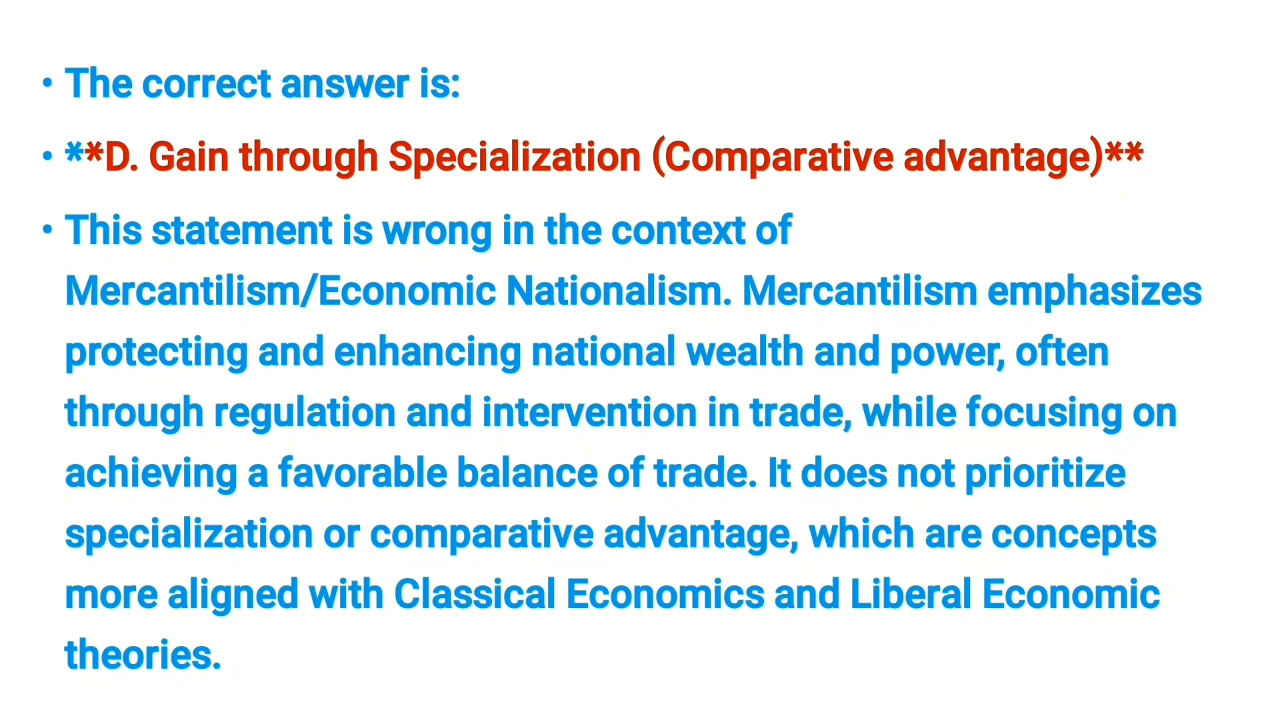 • The correct answer is:
• **D. Gain through Specialization (Comparative advantage)**
• This statement is wrong in the context of
Mercantilism/Economic Nationalism. Mercantilism emphasizes
protecting and enhancing national wealth and power, often
through regulation and intervention in trade, while focusing on
achieving a favorable balance of trade. It does not prioritize
specialization or comparative advantage, which are concepts
more aligned with Classical Economics and Liberal Economic
theories.